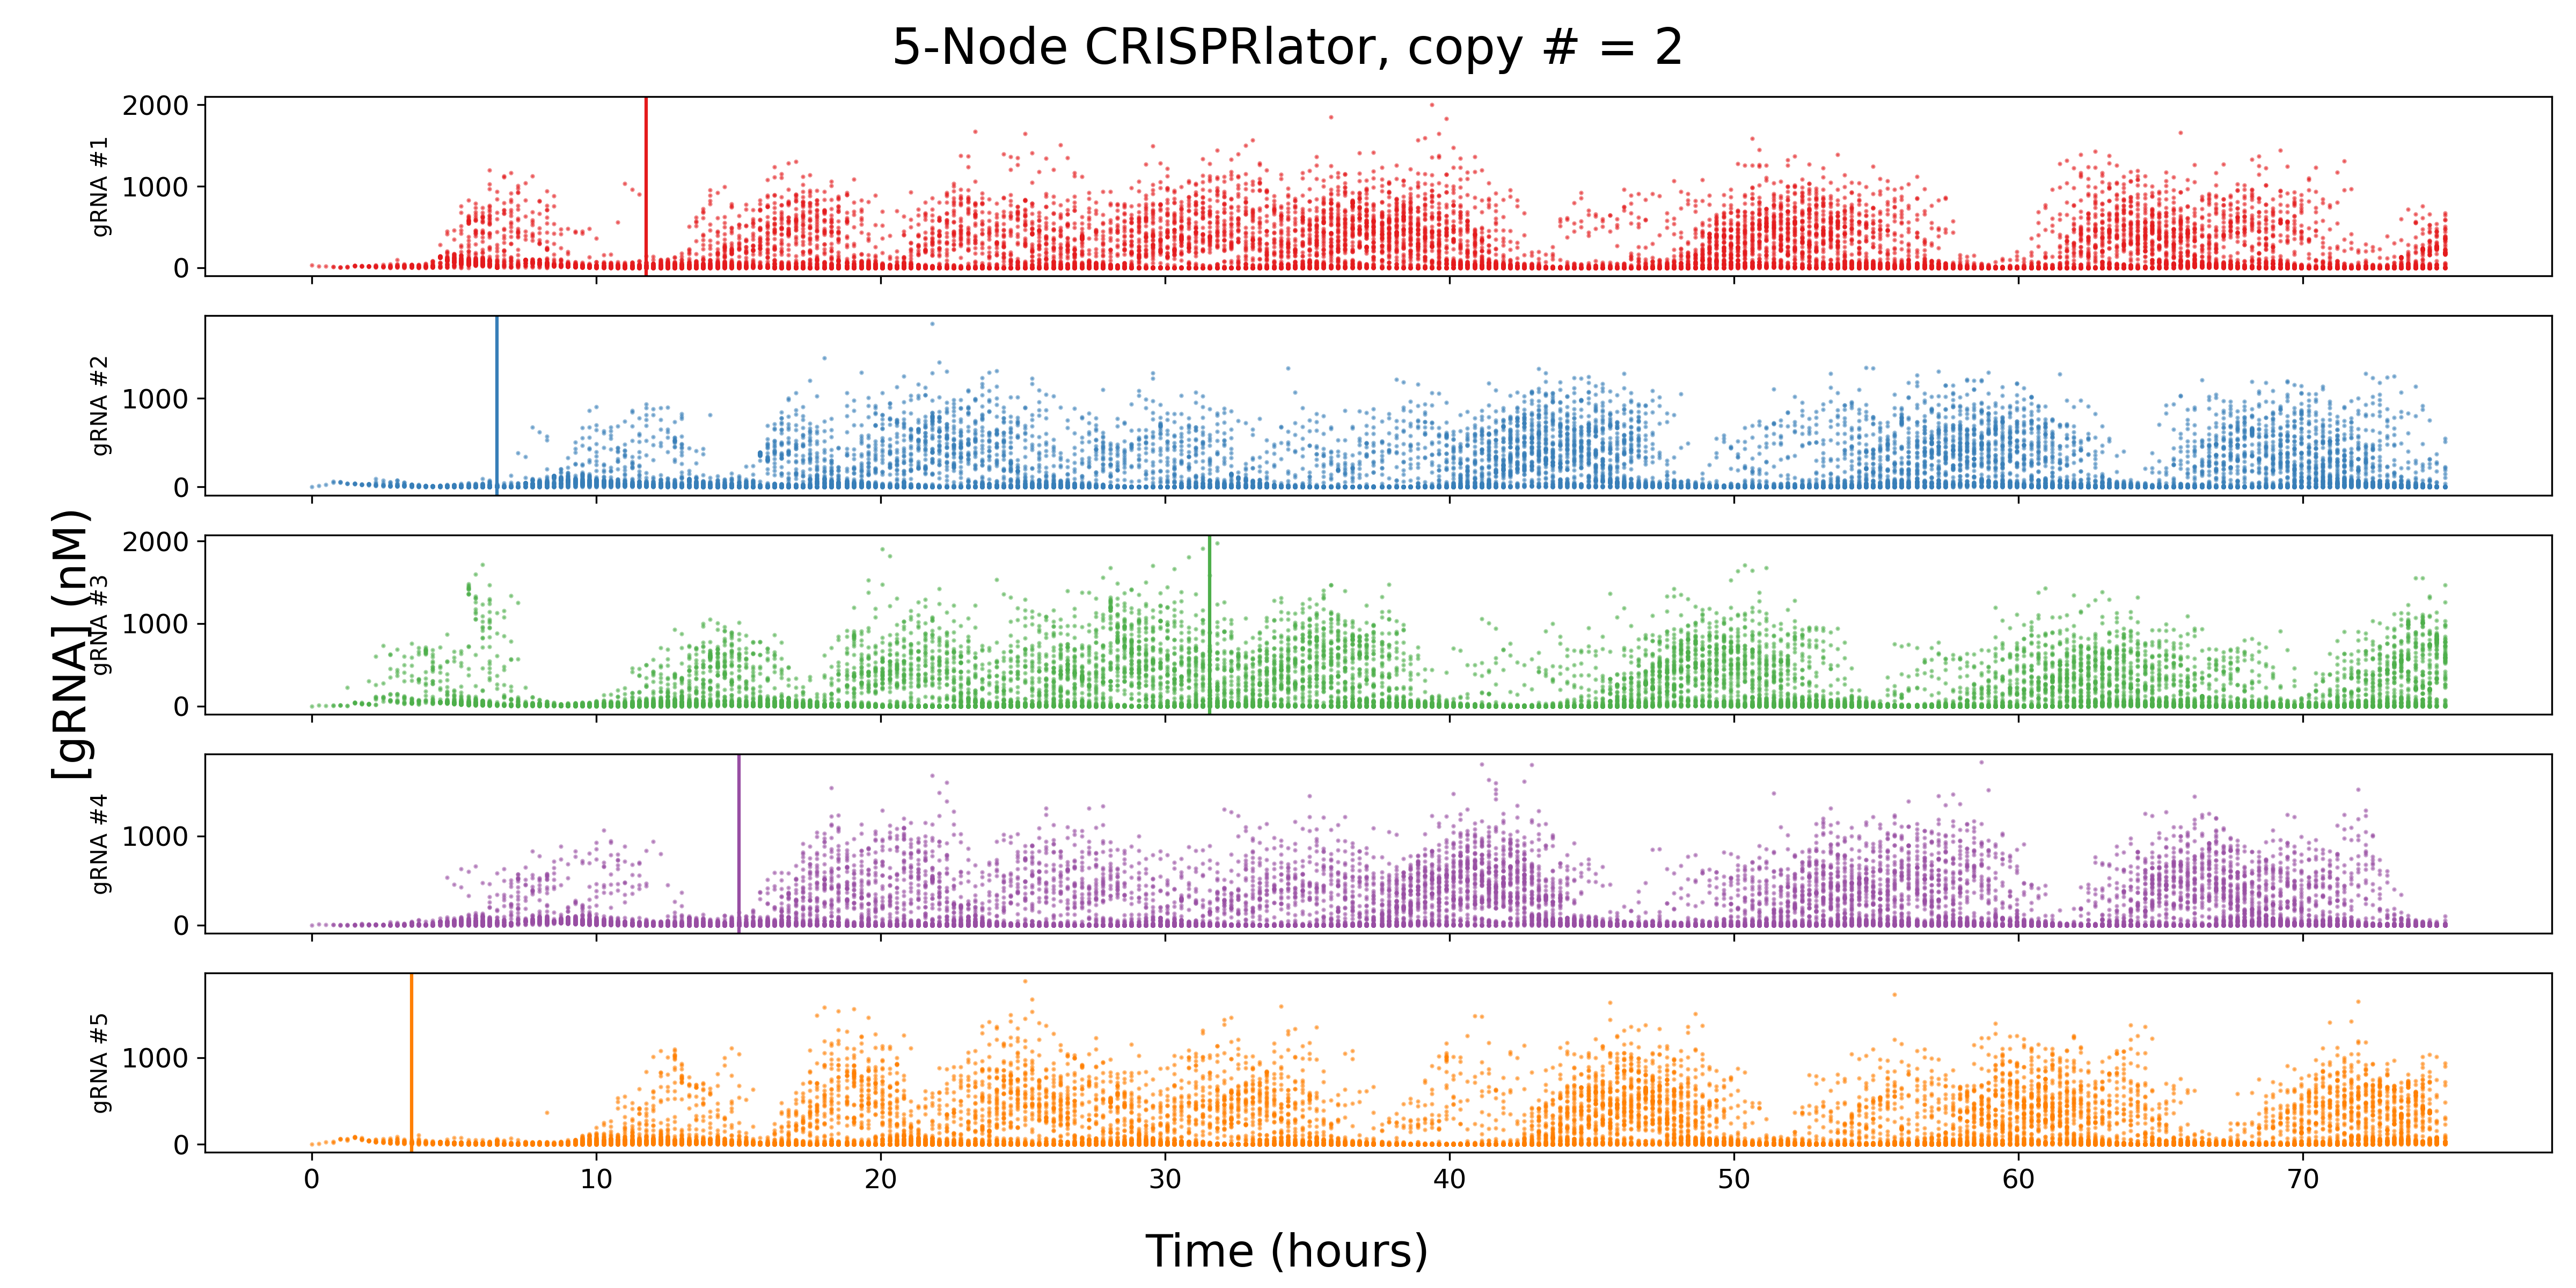 5-Node CRISPRlator, copy # = 2
[gRNA] (nM)
gRNA #1
2000
1000
0
gRNA #2
1000
0
gRNA #3
2000
1000
0
gRNA #4
1000
0
gRNA #5
1000
0
0 10 20 30 40 50 60 70
Time (hours)